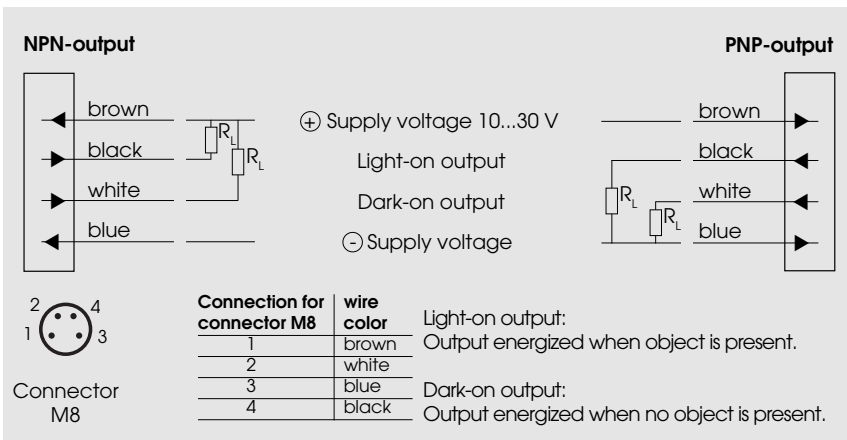 NPN-output
PNP-output
brown
R_L
black
R_L
white
blue
⊕ Supply voltage 10...30 V
Light-on output
Dark-on output
⊖ Supply voltage
brown
black
R_L
white
R_L
blue
2 4
1 3
Connector
M8
Connection for connector M8 | wire color
1 brown
2 white
3 blue
4 black
Light-on output:
Output energized when object is present.
Dark-on output:
Output energized when no object is present.